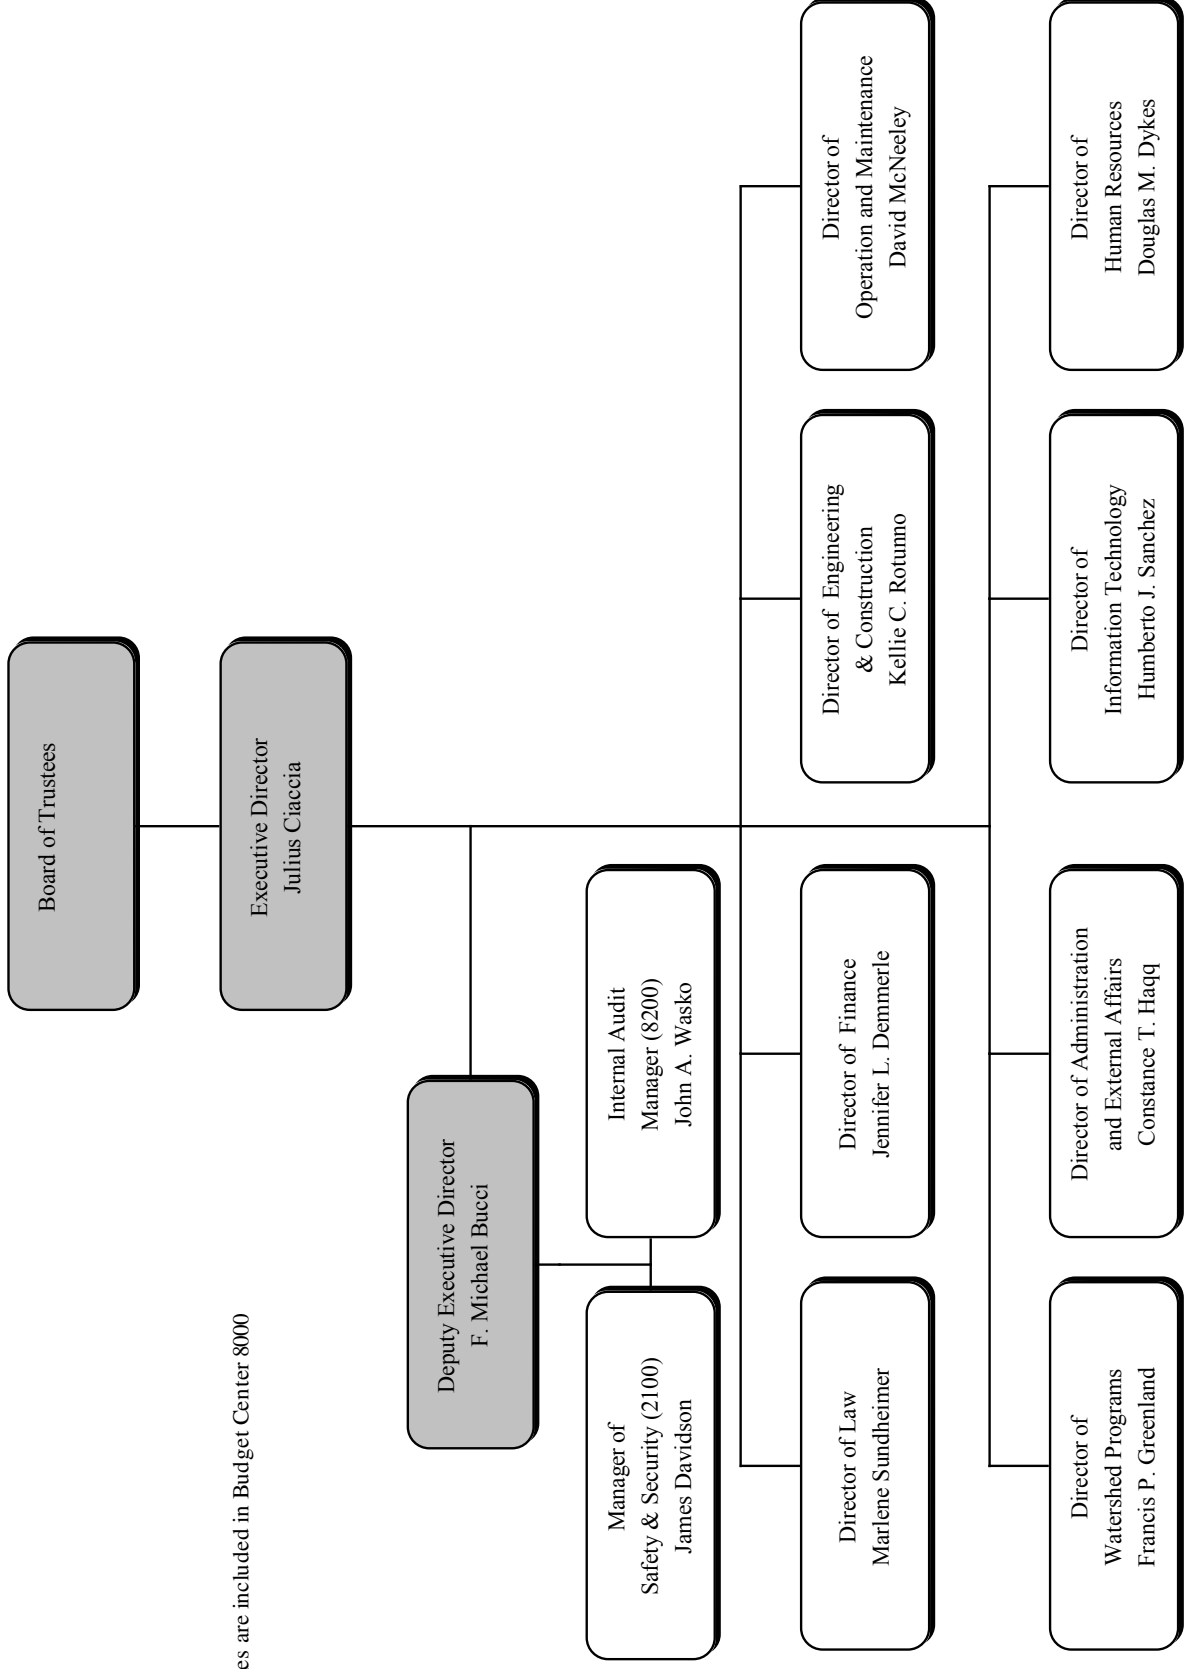 Board of Trustees
Executive Director
Julius Ciaccia
are included in Budget Center 8000
Deputy Executive Director
F. Michael Bucci
Manager of
Safety & Security (2100)
James Davidson
Internal Audit
Manager (8200)
John A. Wasko
Director of Law
Marlene Sundheimer
Director of Finance
Jennifer L. Demmerle
Director of Engineering
& Construction
Kellie C. Rotunno
Director of
Operation and Maintenance
David McNeeley
Director of
Watershed Programs
Francis P. Greenland
Director of Administration
and External Affairs
Constance T. Haqq
Director of
Information Technology
Humberto J. Sanchez
Director of
Human Resources
Douglas M. Dykes